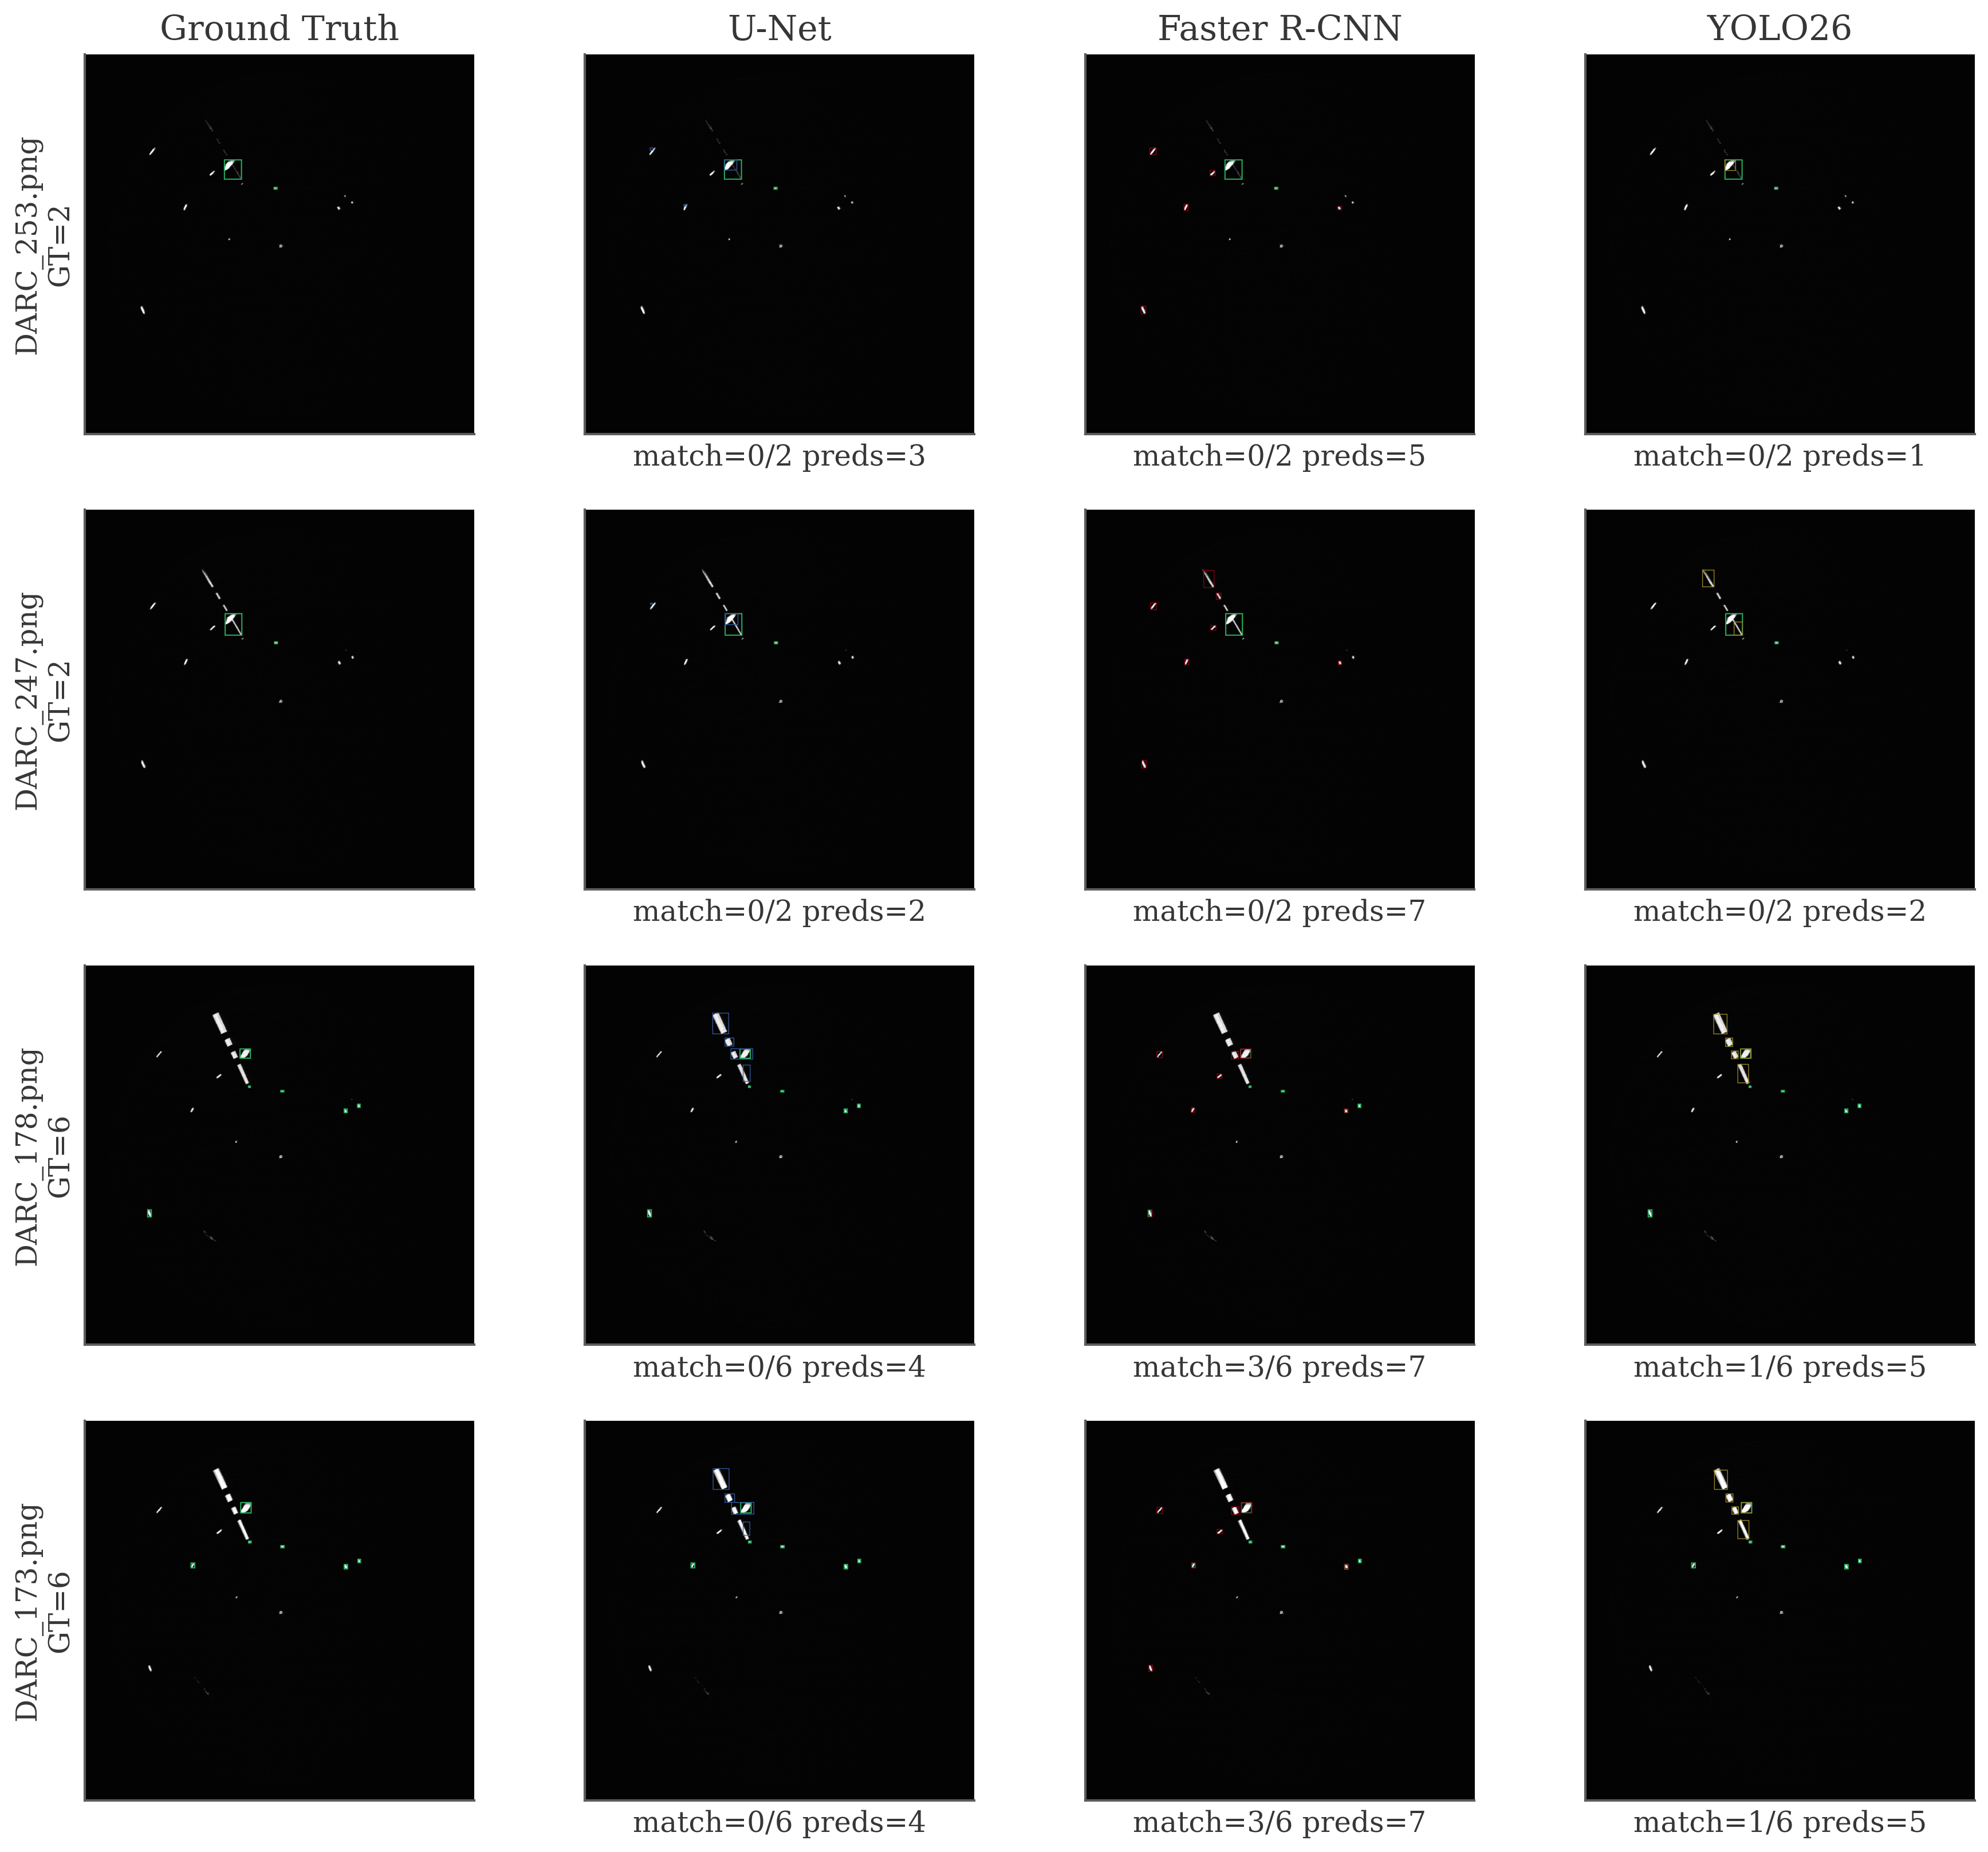 Ground Truth
U-Net
Faster R-CNN
YOLO26
DARC_253.png
GT=2
match=0/2 preds=3
match=0/2 preds=5
match=0/2 preds=1
DARC_247.png
GT=2
match=0/2 preds=2
match=0/2 preds=7
match=0/2 preds=2
DARC_178.png
GT=6
match=0/6 preds=4
match=3/6 preds=7
match=1/6 preds=5
DARC_173.png
GT=6
match=0/6 preds=4
match=3/6 preds=7
match=1/6 preds=5